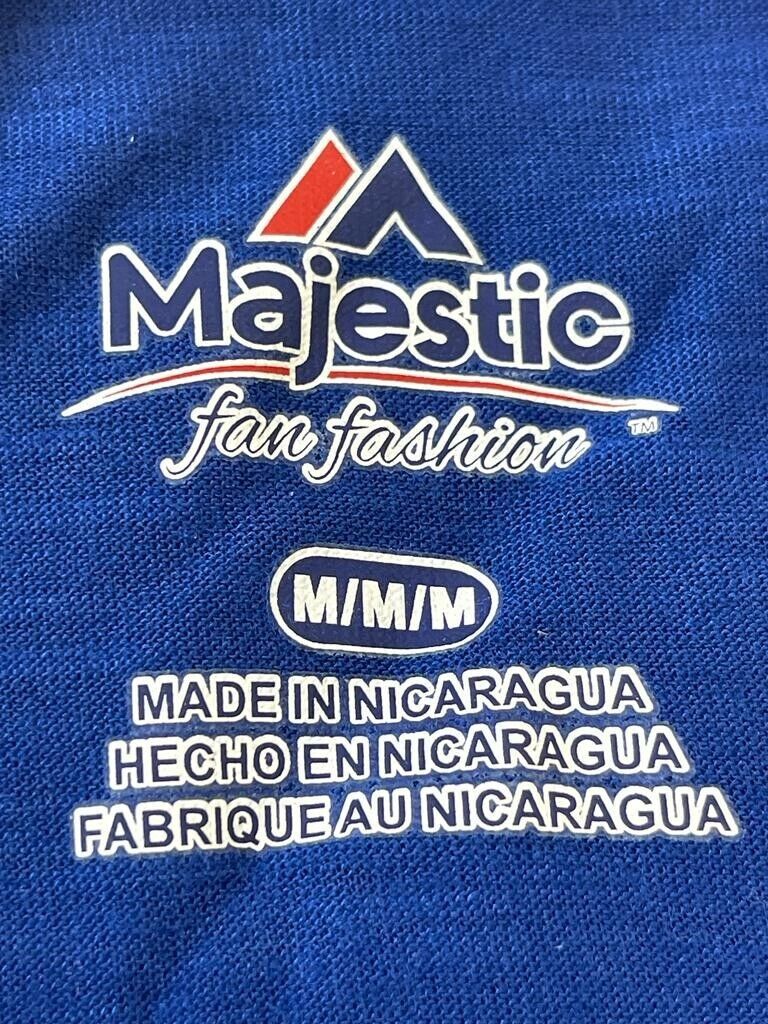 Majestic
fan fashion ™
M/M/M
MADE IN NICARAGUA
HECHO EN NICARAGUA
FABRIQUE AU NICARAGUA